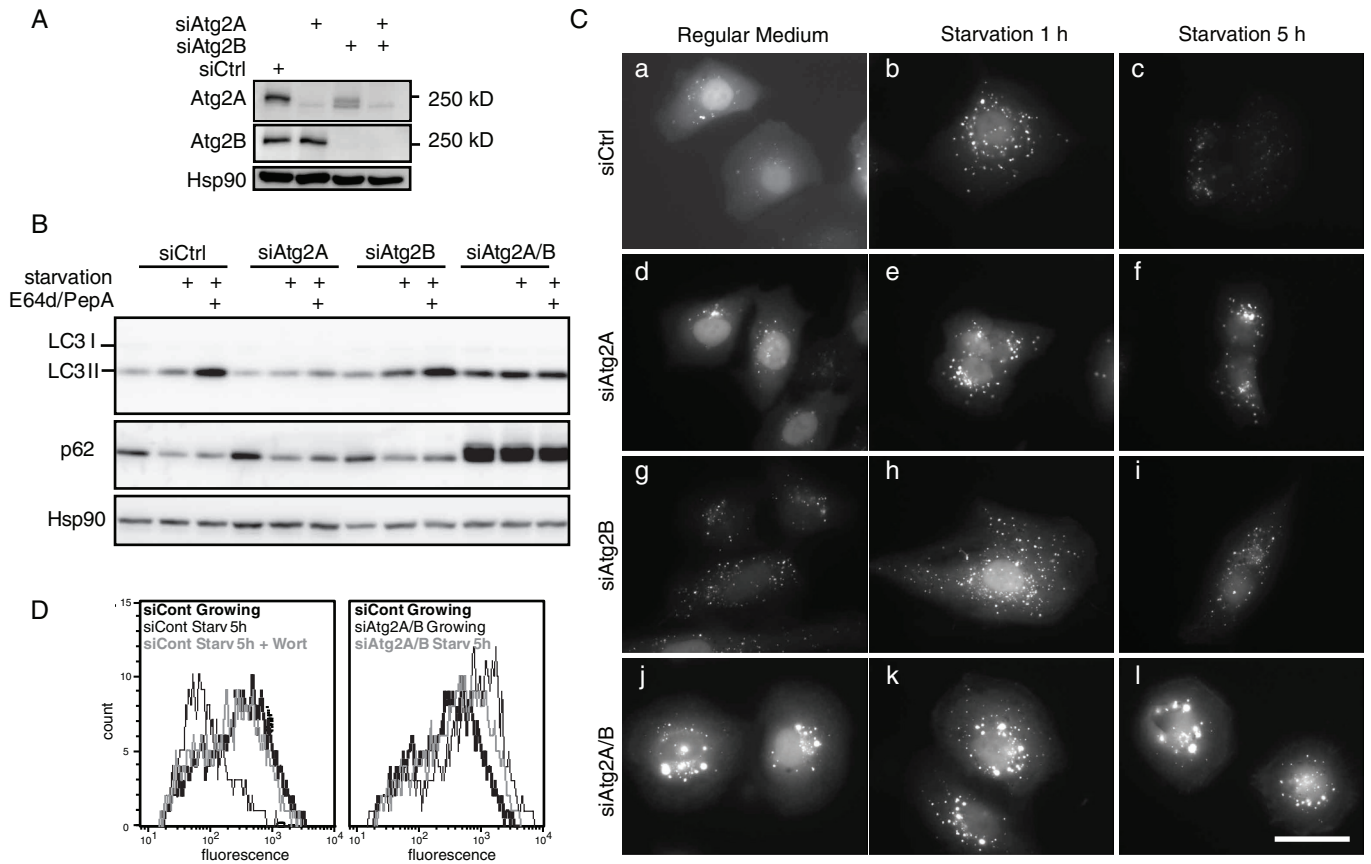 A
siAtg2A + +
siAtg2B + +
siCtrl +
Atg2A 250 kD
Atg2B 250 kD
Hsp90
B
siCtrl siAtg2A siAtg2B siAtg2A/B
starvation + + + + + + + +
E64d/PepA + + + +
LC3 I
LC3 II
p62
Hsp90
C
Regular Medium Starvation 1 h Starvation 5 h
siCtrl
a b c
siAtg2A
d e f
siAtg2B
g h i
siAtg2A/B
j k l
D
siCont Growing
siCont Starv 5h
siCont Starv 5h + Wort
siCont Growing
siAtg2A/B Growing
siAtg2A/B Starv 5h
count
15
10
5
0
10¹ 10² 10³ 10⁴
fluorescence
10¹ 10² 10³ 10⁴
fluorescence